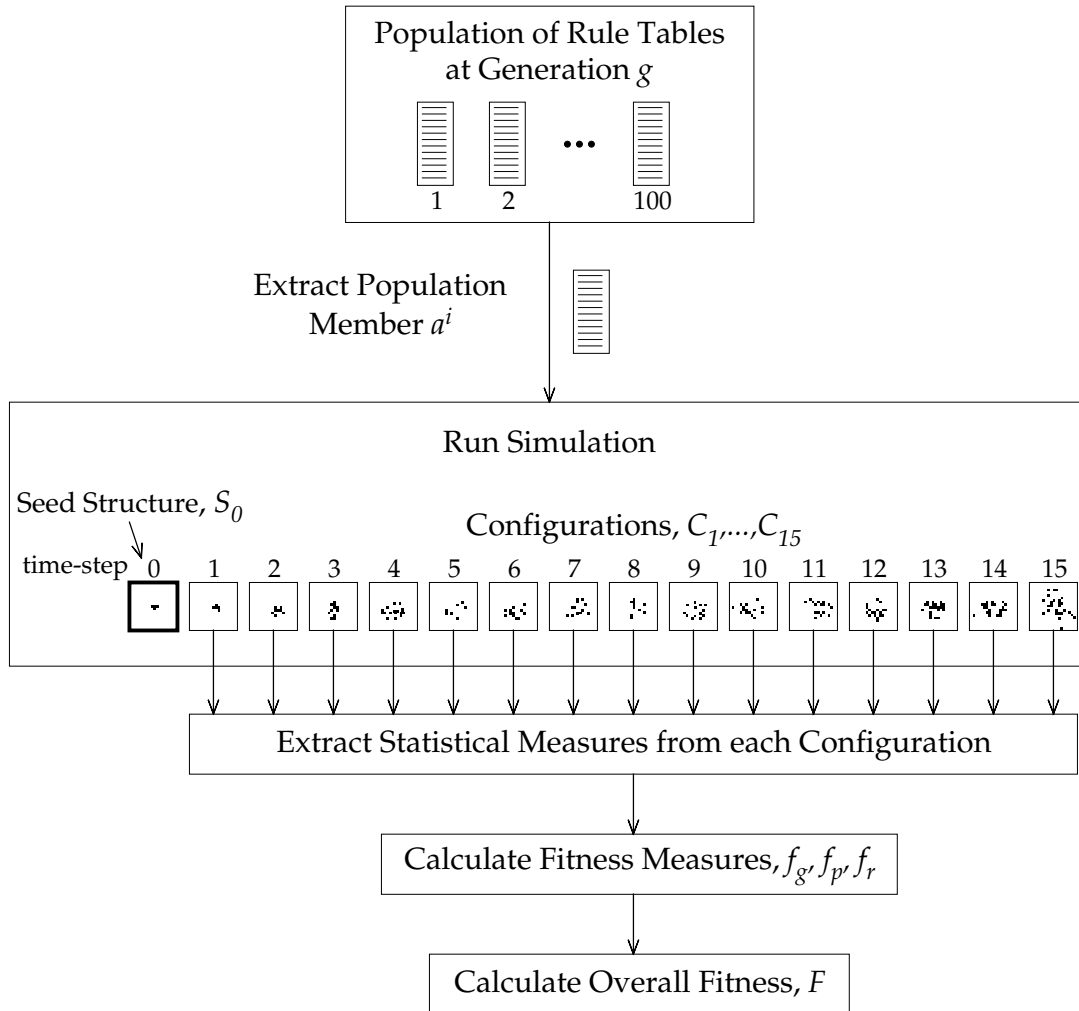 Population of Rule Tables
at Generation g
1 2 ••• 100
Extract Population
Member a^i
Run Simulation
Seed Structure, S_0
Configurations, C_1,...,C_15
time-step 0 1 2 3 4 5 6 7 8 9 10 11 12 13 14 15
Extract Statistical Measures from each Configuration
Calculate Fitness Measures, f_g, f_p, f_r
Calculate Overall Fitness, F